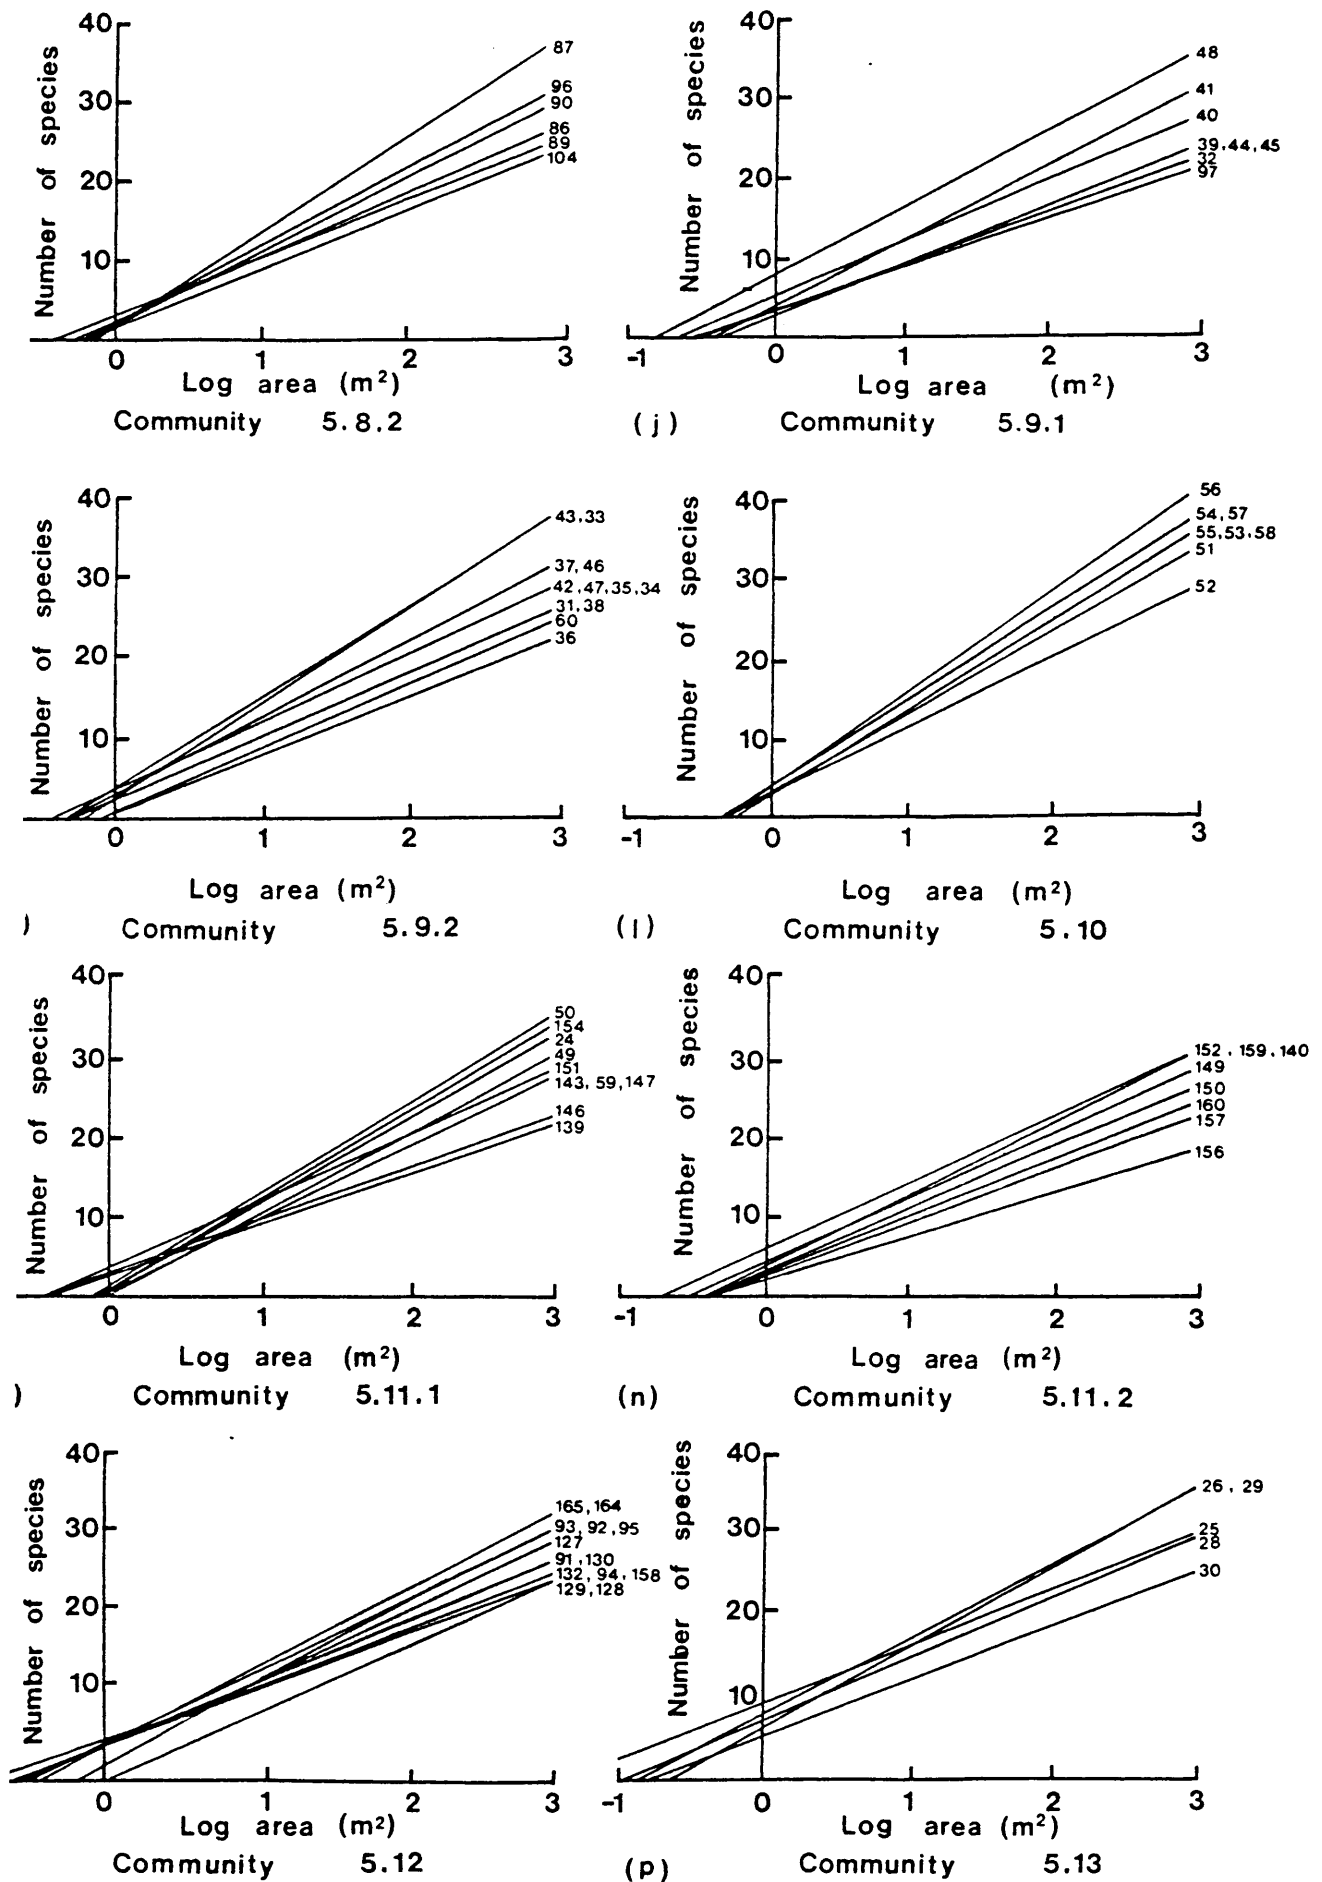 Number of species
40
30
20
10
87
96
90
86
89
104
0 1 2 3
Log area (m²)
Community 5.8.2
Number of species
40
30
20
10
48
41
40
39,44,45
32
97
-1 0 1 2 3
Log area (m²)
(j) Community 5.9.1
Number of species
40
30
20
10
43,33
37,46
42,47,35,34
31,38
60
36
0 1 2 3
Log area (m²)
) Community 5.9.2
Number of species
40
30
20
10
56
54,57
55,53,58
51
52
-1 0 1 2 3
Log area (m²)
(l) Community 5.10
Number of species
40
30
20
10
50
154
24
49
151
143,59,147
146
139
0 1 2 3
Log area (m²)
) Community 5.11.1
Number of species
40
30
20
10
152,159,140
149
150
160
157
156
-1 0 1 2 3
Log area (m²)
(n) Community 5.11.2
Number of species
40
30
20
10
165,164
93,92,95
127
91,130
132,94,158
129,128
0 1 2 3
Log area (m²)
Community 5.12
Number of species
40
30
20
10
26,29
25
28
30
-1 0 1 2 3
Log area (m²)
(p) Community 5.13